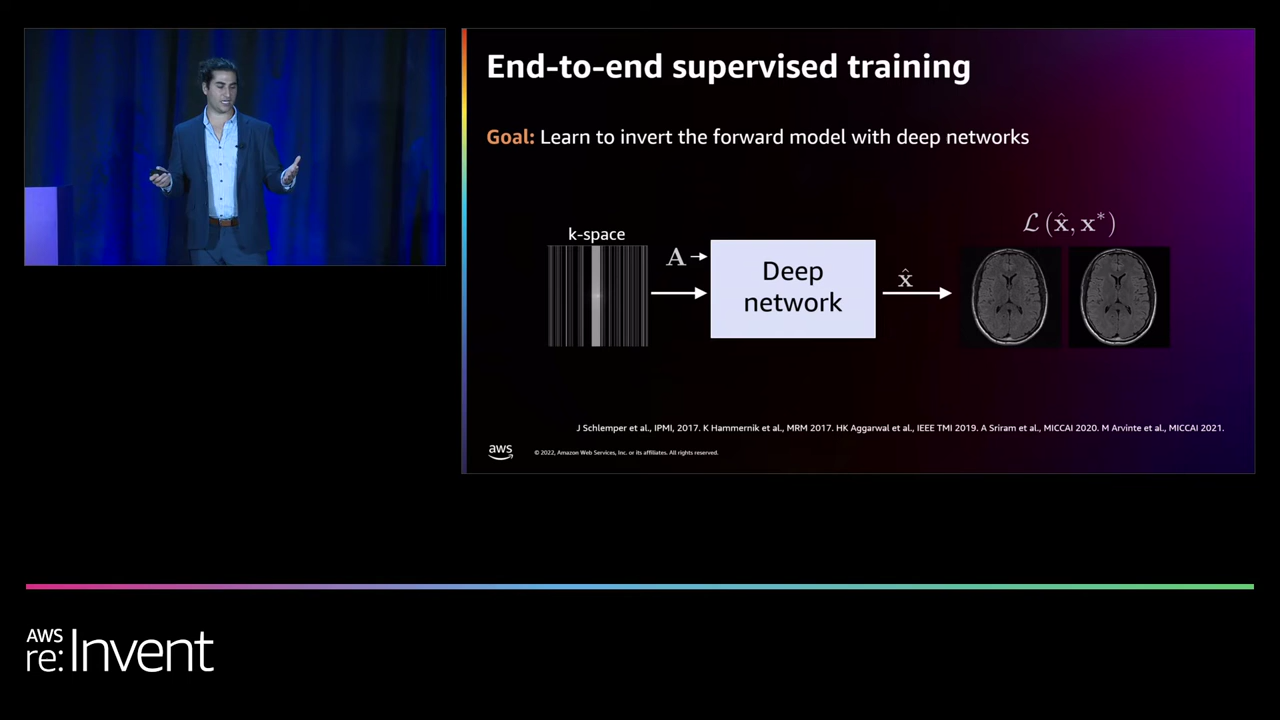 End-to-end supervised training
Goal: Learn to invert the forward model with deep networks
k-space
A
Deep
network
x̂
ℒ (x̂, x*)
J Schlemper et al., IPMI, 2017. K Hammernik et al., MRM 2017. HK Aggarwal et al., IEEE TMI 2019. A Sriram et al., MICCAI 2020. M Arvinte et al., MICCAI 2021.
aws
© 2022, Amazon Web Services, Inc. or its affiliates. All rights reserved.
AWS
re:Invent